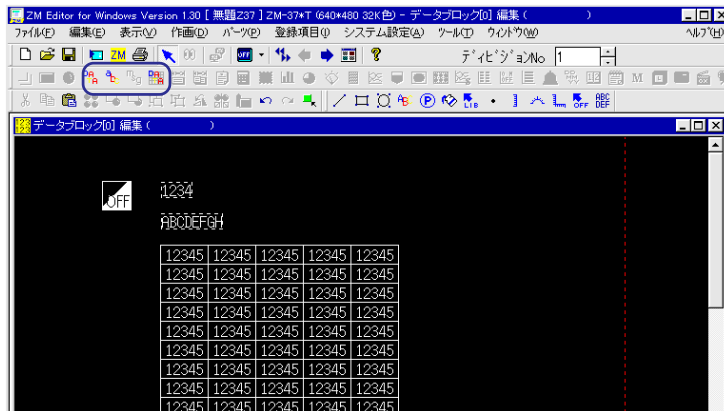 ZM Editor for Windows Version 1.30 [ 無題Z37 ] ZM-37*T (640*480 32K色) - データブロック[0] 編集 ( )
ファイル(F) 編集(E) 表示(V) 作画(D) パーツ(P) 登録項目(I) システム設定(A) ツール(T) ウィンドウ(W) ヘルプ(H)
ZM OFF ディビジョンNo 1
M
P LIB OFF ABC DEF
データブロック[0] 編集 ( )
OFF 1234
ABCDEFGH
12345 12345 12345 12345 12345
12345 12345 12345 12345 12345
12345 12345 12345 12345 12345
12345 12345 12345 12345 12345
12345 12345 12345 12345 12345
12345 12345 12345 12345 12345
12345 12345 12345 12345 12345
12345 12345 12345 12345 12345
12345 12345 12345 12345 12345